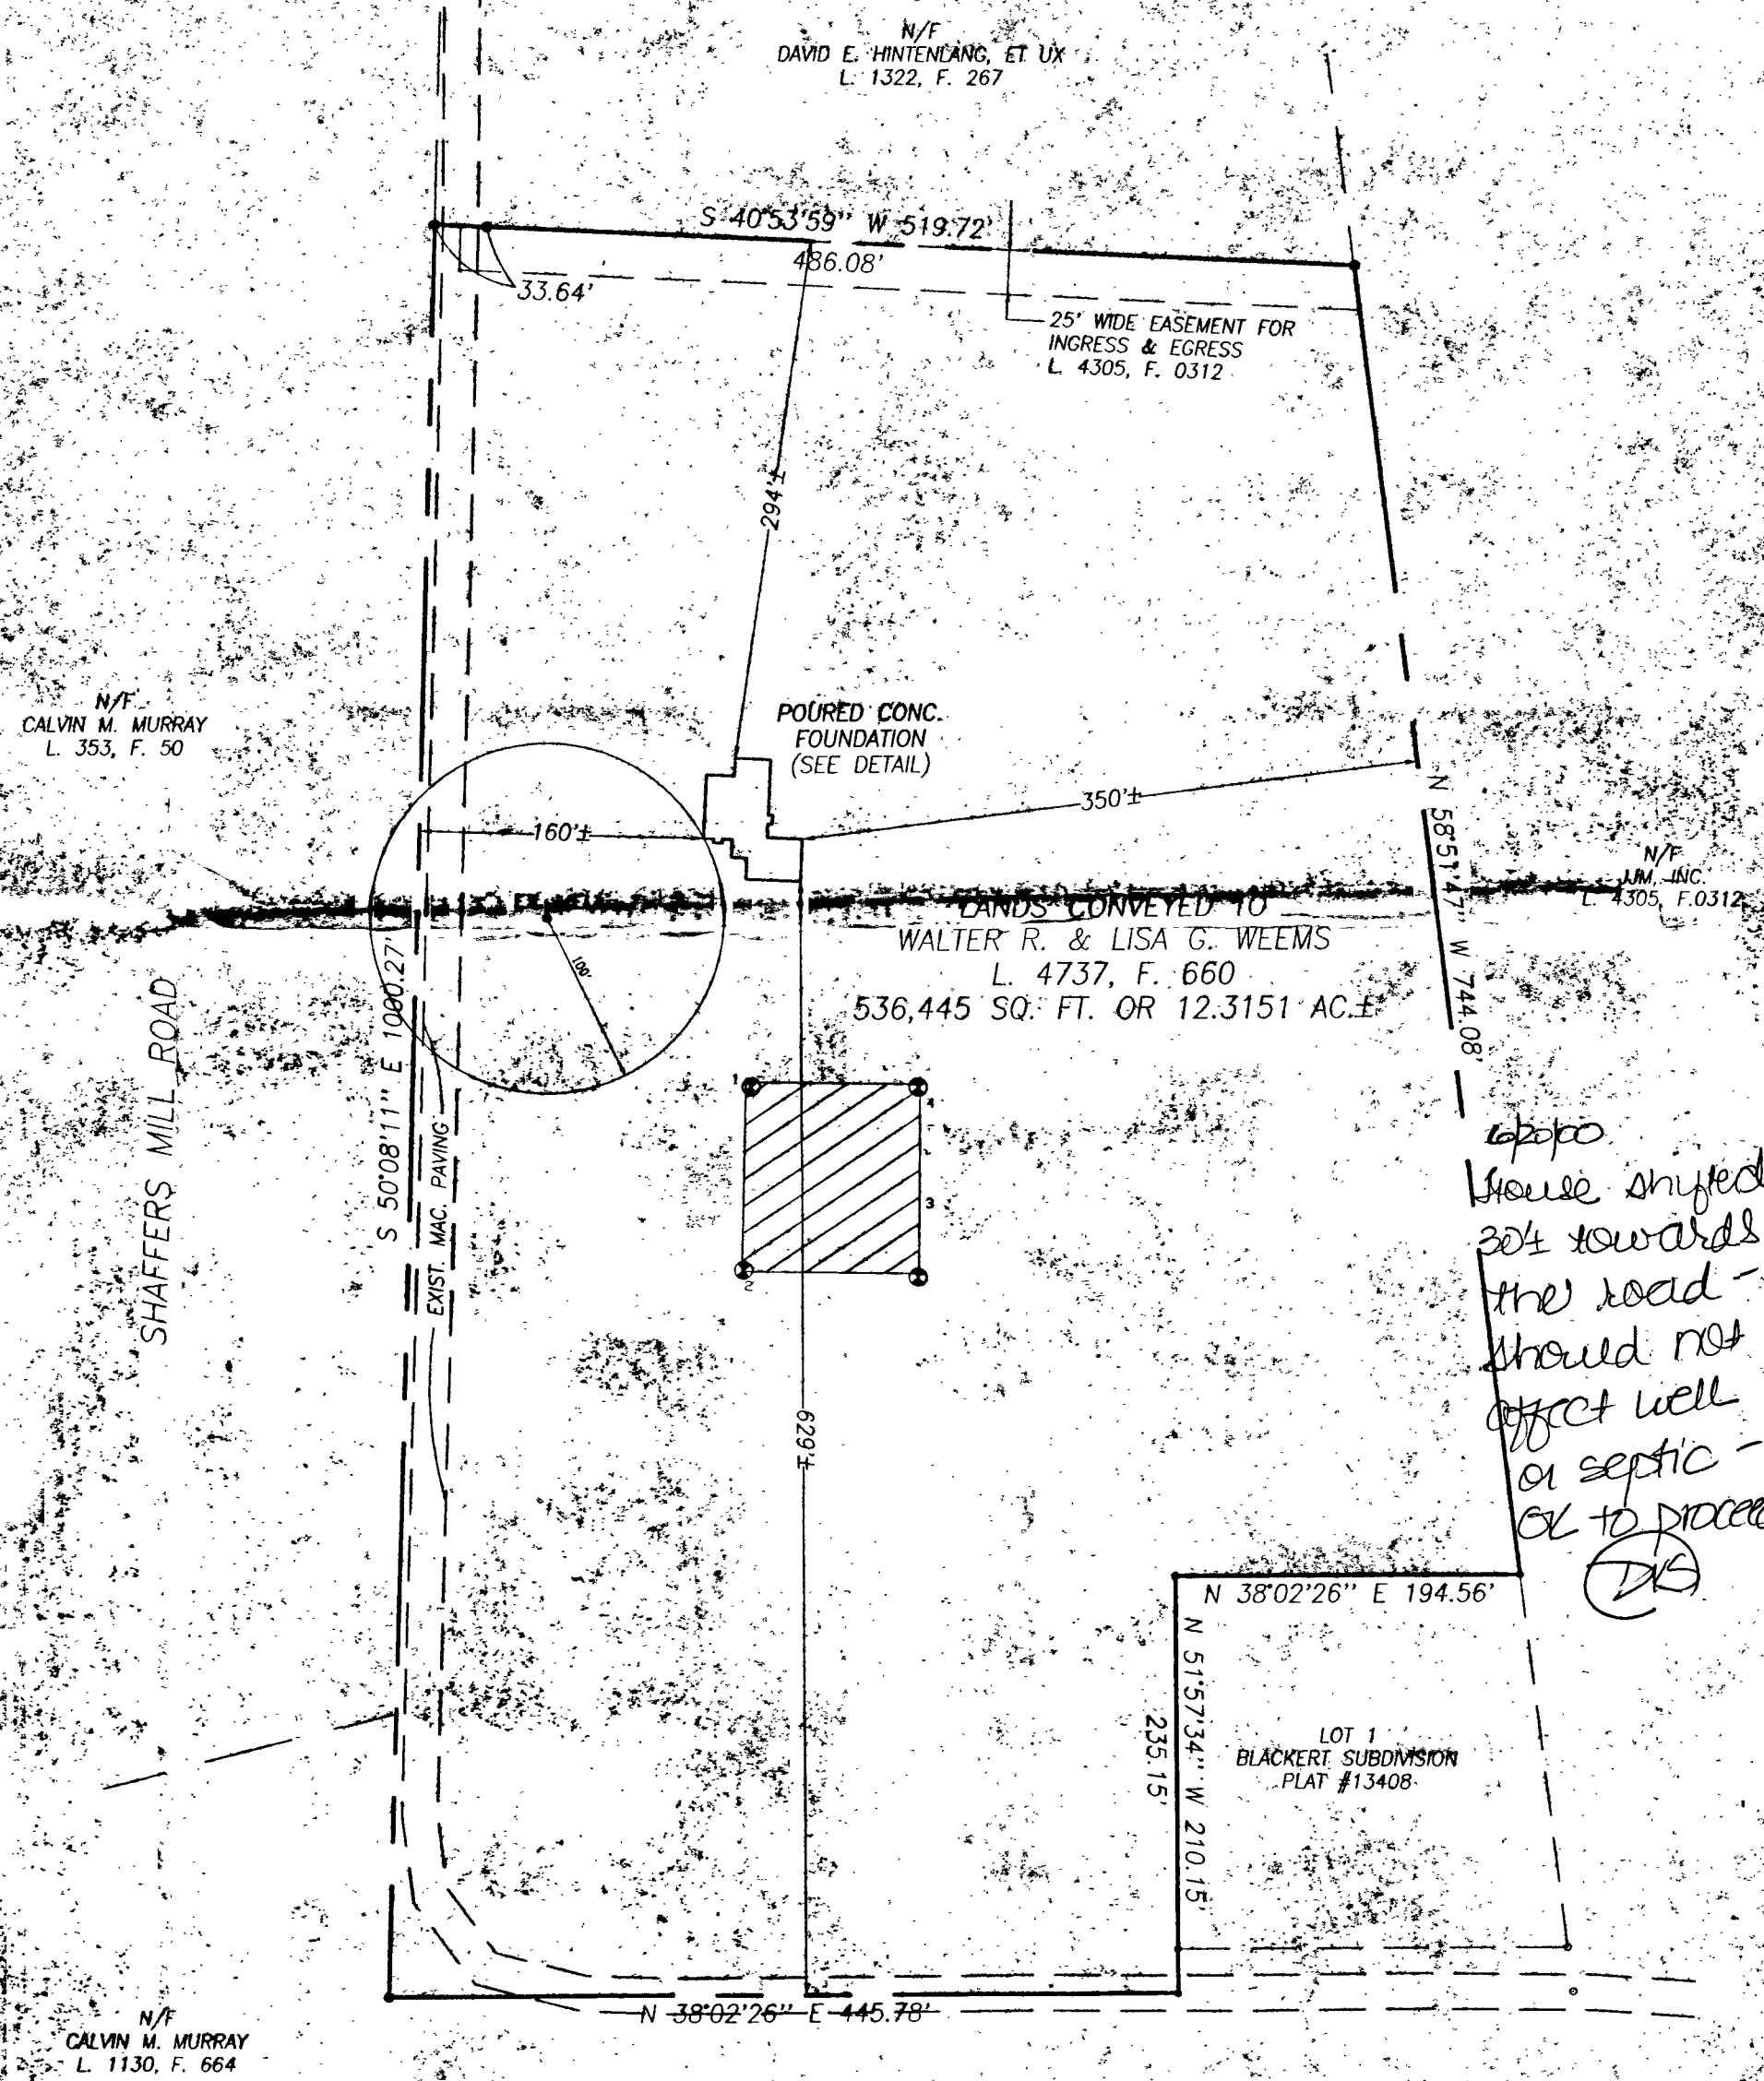 N/F
DAVID E. HINTENLANG, ET UX
L. 1322, F. 267
S 40°53'59" W 519.72'
486.08'
33.64'
25' WIDE EASEMENT FOR
INGRESS & EGRESS
L. 4305, F. 0312
294'±
N/F
CALVIN M. MURRAY
L. 353, F. 50
POURED CONC.
FOUNDATION
(SEE DETAIL)
350'±
160'±
N 58°51'47" W 744.08'
N/F
JJM, INC.
L. 4305, F.0312
LANDS CONVEYED TO
WALTER R. & LISA G. WEEMS
L. 4737, F. 660
536,445 SQ. FT. OR 12.3151 AC.±
100'
SHAFFERS MILL ROAD
S 50°08'11" E 1000.27'
EXIST. MAC. PAVING
1
4
3
2
6/20/00
House shifted
30'± towards
the road -
should not
affect well
or septic -
OK to proceed
DKS
629'±
N 38°02'26" E 194.56'
N 51°57'34" W 210.15'
235.15'
LOT 1
BLACKERT SUBDIVISION
PLAT #13408
N 38°02'26" E 445.78'
N/F
CALVIN M. MURRAY
L. 1130, F. 664